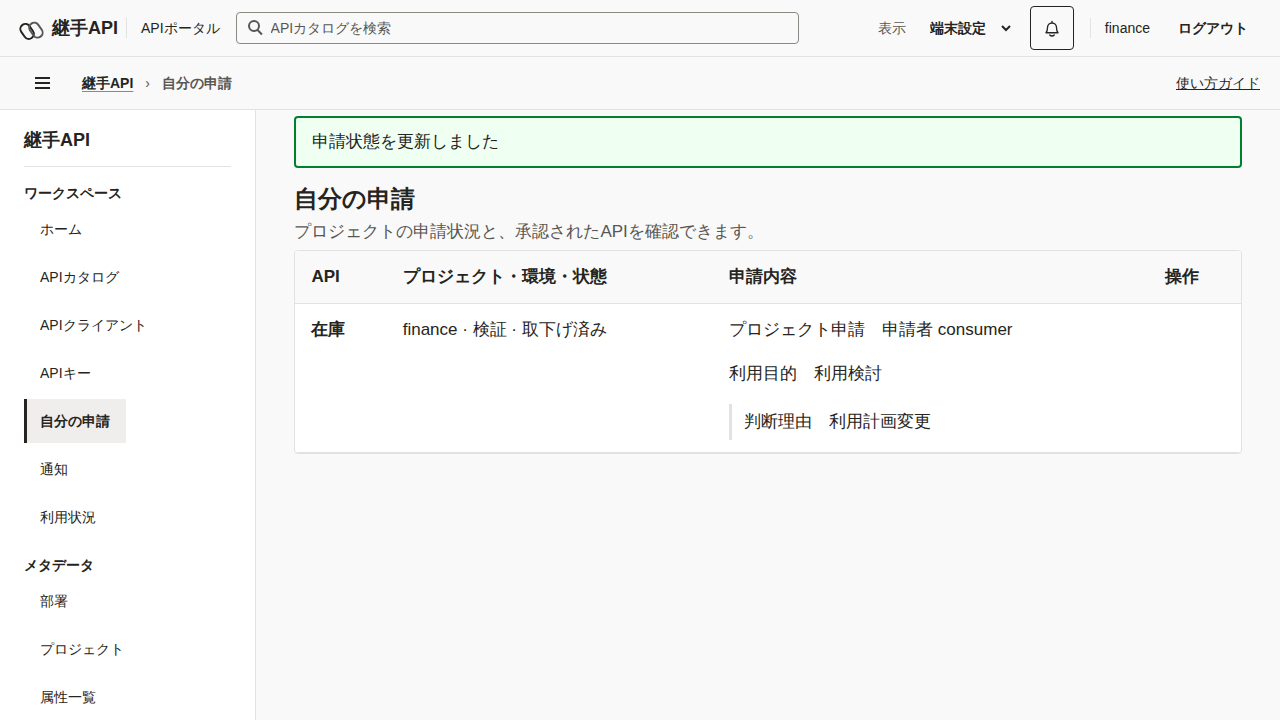 継手API
APIポータル
APIカタログを検索
表示
端末設定
finance
ログアウト
継手API › 自分の申請
使い方ガイド
継手API
ワークスペース
ホーム
APIカタログ
APIクライアント
APIキー
自分の申請
通知
利用状況
メタデータ
部署
プロジェクト
属性一覧
申請状態を更新しました
自分の申請
プロジェクトの申請状況と、承認されたAPIを確認できます。
API プロジェクト・環境・状態 申請内容 操作
在庫 finance · 検証 · 取下げ済み プロジェクト申請　申請者 consumer
利用目的　利用検討
判断理由　利用計画変更